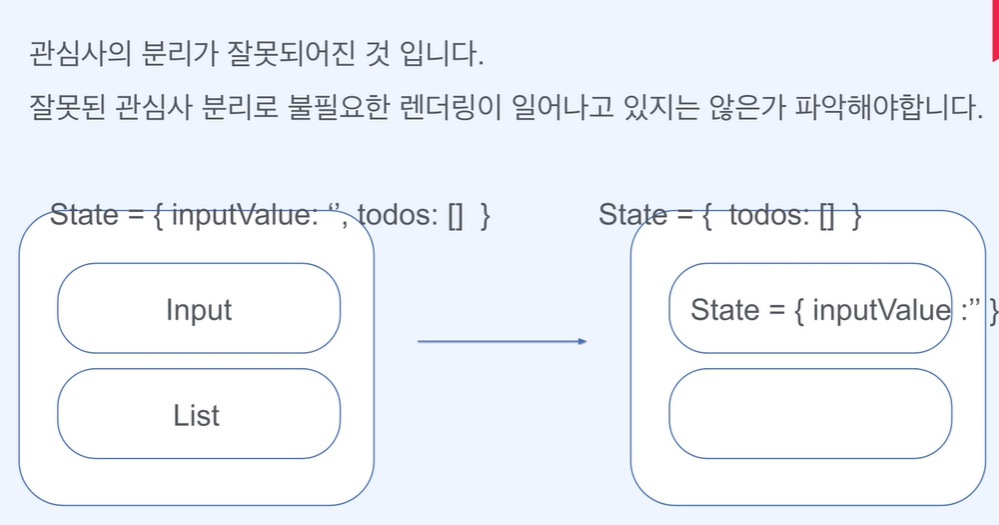 관심사의 분리가 잘못되어진 것 입니다.
잘못된 관심사 분리로 불필요한 렌더링이 일어나고 있지는 않은가 파악해야합니다.
State = { inputValue: ‘’, todos: [] }
State = { todos: [] }
Input
State = { inputValue :’’ }
List